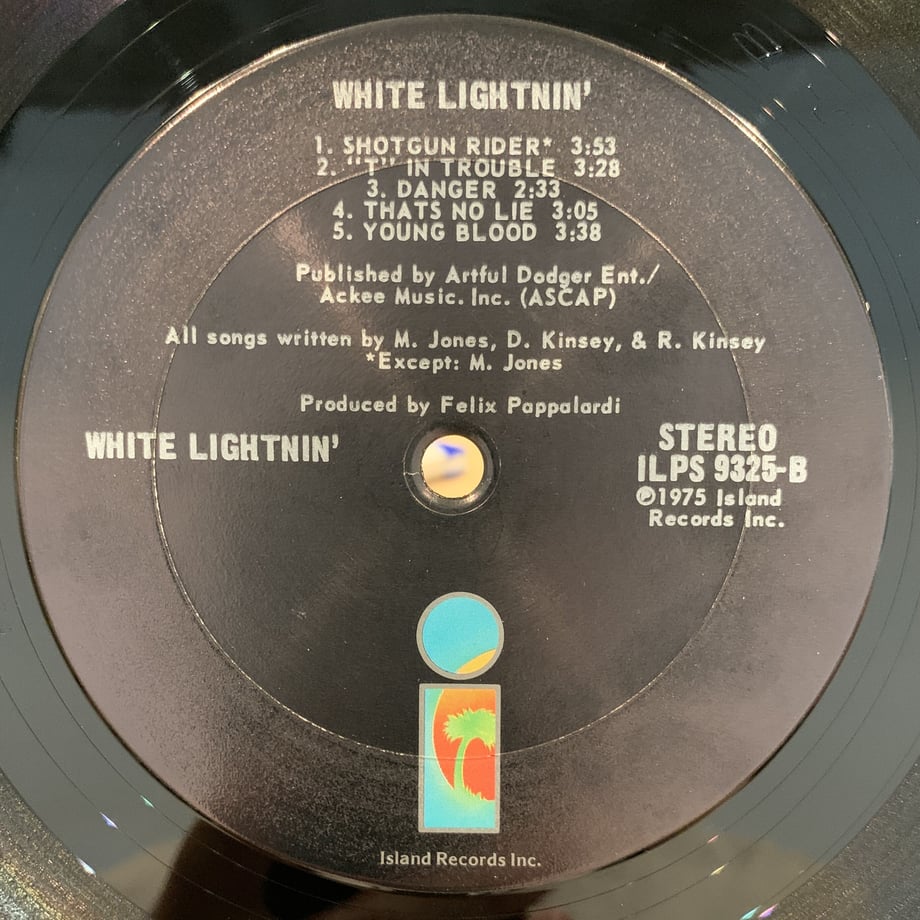 WHITE LIGHTNIN'
1. SHOTGUN RIDER* 3:53
2. "T" IN TROUBLE 3:28
3. DANGER 2:33
4. THATS NO LIE 3:05
5. YOUNG BLOOD 3:38
Published by Artful Dodger Ent./
Ackee Music. Inc. (ASCAP)
All songs written by M. Jones, D. Kinsey, & R. Kinsey
*Except: M. Jones
Produced by Felix Pappalardi
WHITE LIGHTNIN'
STEREO
ILPS 9325-B
℗1975 Island
Records Inc.
Island Records Inc.